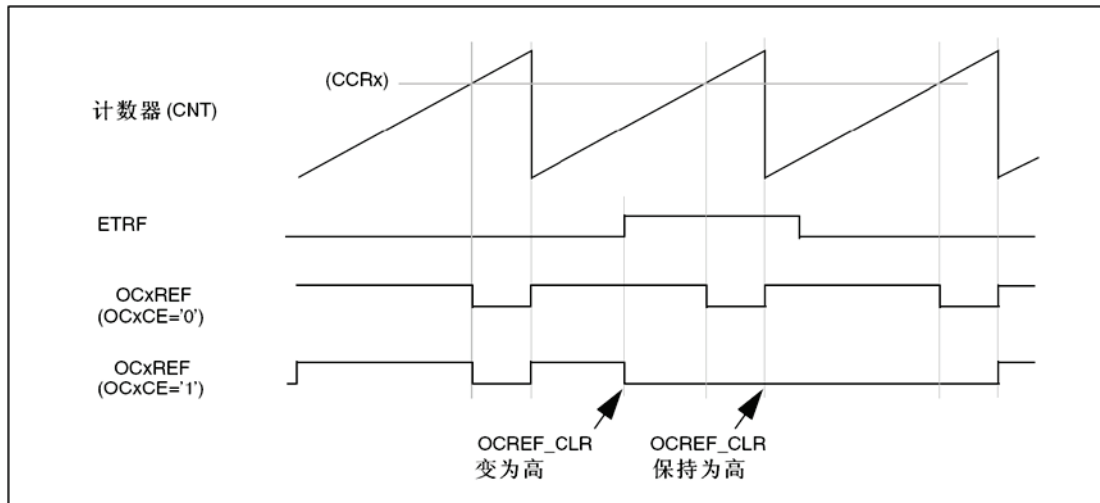 (CCRx)
计数器(CNT)
ETRF
OCxREF
(OCxCE='0')
OCxREF
(OCxCE='1')
OCREF_CLR
变为高
OCREF_CLR
保持为高